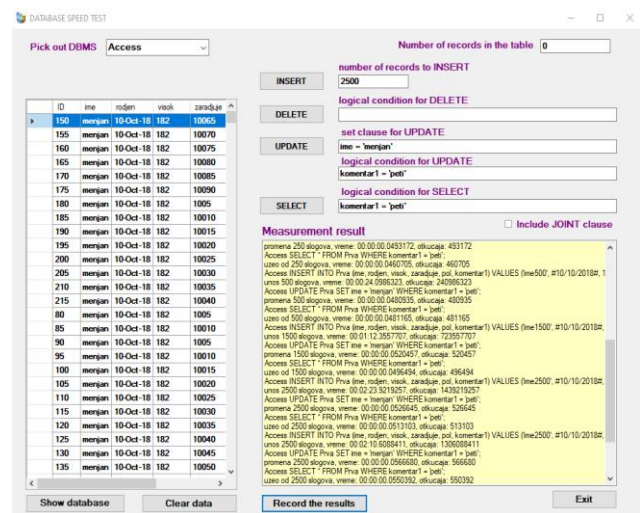 DATABASE SPEED TEST
Pick out DBMS Access
Number of records in the table 0
number of records to INSERT
INSERT 2500
logical condition for DELETE
DELETE
set clause for UPDATE
UPDATE ime = 'menjan'
logical condition for UPDATE
komentar1 = 'peti'
logical condition for SELECT
SELECT komentar1 = 'peti'
Include JOINT clause
ID ime rodjen visok zaradjuje
150 menjan 10-Oct-18 182 10065
155 menjan 10-Oct-18 182 10070
160 menjan 10-Oct-18 182 10075
165 menjan 10-Oct-18 182 10080
170 menjan 10-Oct-18 182 10085
175 menjan 10-Oct-18 182 10090
180 menjan 10-Oct-18 182 1005
185 menjan 10-Oct-18 182 10010
190 menjan 10-Oct-18 182 10015
195 menjan 10-Oct-18 182 10020
200 menjan 10-Oct-18 182 10025
205 menjan 10-Oct-18 182 10030
210 menjan 10-Oct-18 182 10035
215 menjan 10-Oct-18 182 10040
80 menjan 10-Oct-18 182 1005
85 menjan 10-Oct-18 182 10010
90 menjan 10-Oct-18 182 1005
95 menjan 10-Oct-18 182 10010
100 menjan 10-Oct-18 182 10015
105 menjan 10-Oct-18 182 10020
110 menjan 10-Oct-18 182 10025
115 menjan 10-Oct-18 182 10030
120 menjan 10-Oct-18 182 10035
125 menjan 10-Oct-18 182 10040
130 menjan 10-Oct-18 182 10045
135 menjan 10-Oct-18 182 10050
Measurement result
promena 250 slogova, vreme: 00:00:00.0493172, otkucaja: 493172
Access SELECT * FROM Prva WHERE komentar1 = 'peti';
uzeo od 250 slogova, vreme: 00:00:00.0460705, otkucaja: 460705
Access INSERT INTO Prva (ime, rodjen, visok, zaradjuje, pol, komentar1) VALUES (Ime500', #10/10/2018#, 1
unos 500 slogova, vreme: 00:00:24.0986323, otkucaja: 240986323
Access UPDATE Prva SET ime = 'menjan' WHERE komentar1 = 'peti';
promena 500 slogova, vreme: 00:00:00.0480935, otkucaja: 480935
Access SELECT * FROM Prva WHERE komentar1 = 'peti';
uzeo od 500 slogova, vreme: 00:00:00.0481165, otkucaja: 481165
Access INSERT INTO Prva (ime, rodjen, visok, zaradjuje, pol, komentar1) VALUES (Ime1500', #10/10/2018#,
unos 1500 slogova, vreme: 00:01:12.3557707, otkucaja: 723557707
Access UPDATE Prva SET ime = 'menjan' WHERE komentar1 = 'peti';
promena 1500 slogova, vreme: 00:00:00.0520457, otkucaja: 520457
Access SELECT * FROM Prva WHERE komentar1 = 'peti';
uzeo od 1500 slogova, vreme: 00:00:00.0496494, otkucaja: 496494
Access INSERT INTO Prva (ime, rodjen, visok, zaradjuje, pol, komentar1) VALUES (Ime2500', #10/10/2018#,
unos 2500 slogova, vreme: 00:02:23.9219257, otkucaja: 1439219257
Access UPDATE Prva SET ime = 'menjan' WHERE komentar1 = 'peti';
promena 2500 slogova, vreme: 00:00:00.0526645, otkucaja: 526645
Access SELECT * FROM Prva WHERE komentar1 = 'peti';
uzeo od 2500 slogova, vreme: 00:00:00.0513103, otkucaja: 513103
Access INSERT INTO Prva (ime, rodjen, visok, zaradjuje, pol, komentar1) VALUES (Ime2500', #10/10/2018#,
unos 2500 slogova, vreme: 00:02:10.6088411, otkucaja: 1306088411
Access UPDATE Prva SET ime = 'menjan' WHERE komentar1 = 'peti';
promena 2500 slogova, vreme: 00:00:00.0566680, otkucaja: 566680
Access SELECT * FROM Prva WHERE komentar1 = 'peti';
uzeo od 2500 slogova, vreme: 00:00:00.0550392, otkucaja: 550392
Show database Clear data Record the results Exit